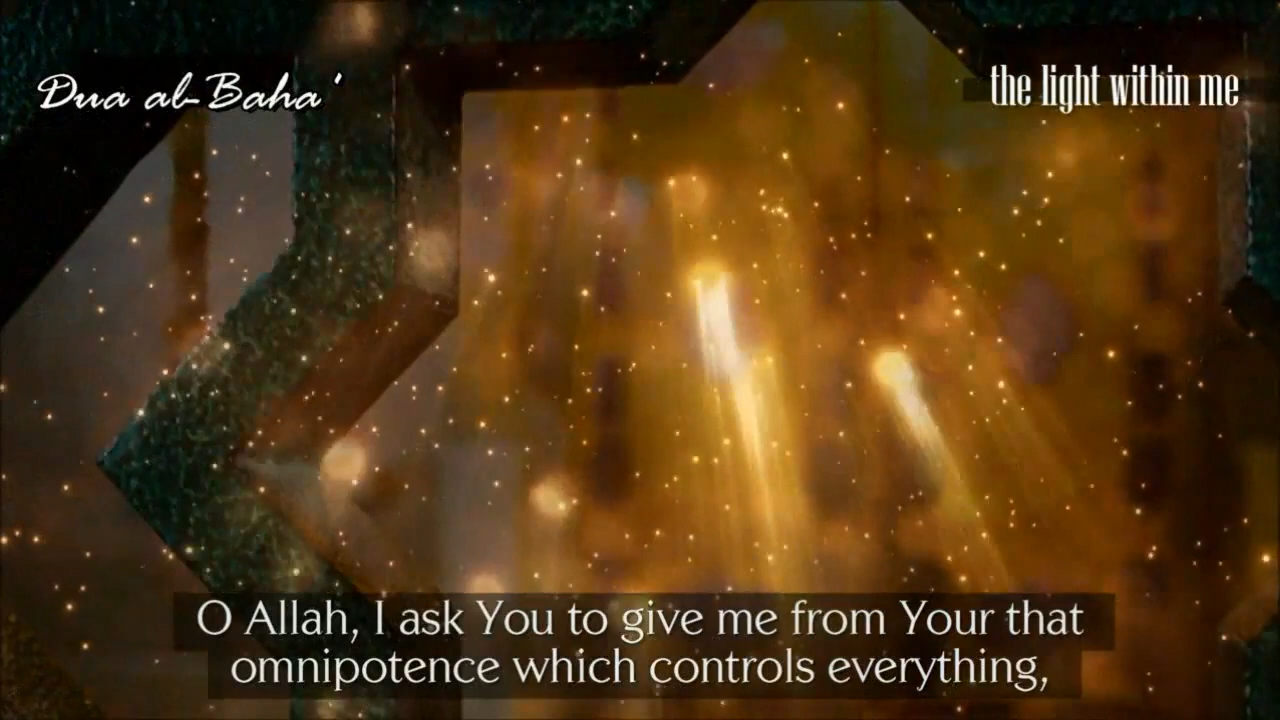 Dua al-Baha'
the light within me
O Allah, I ask You to give me from Your that
omnipotence which controls everything,